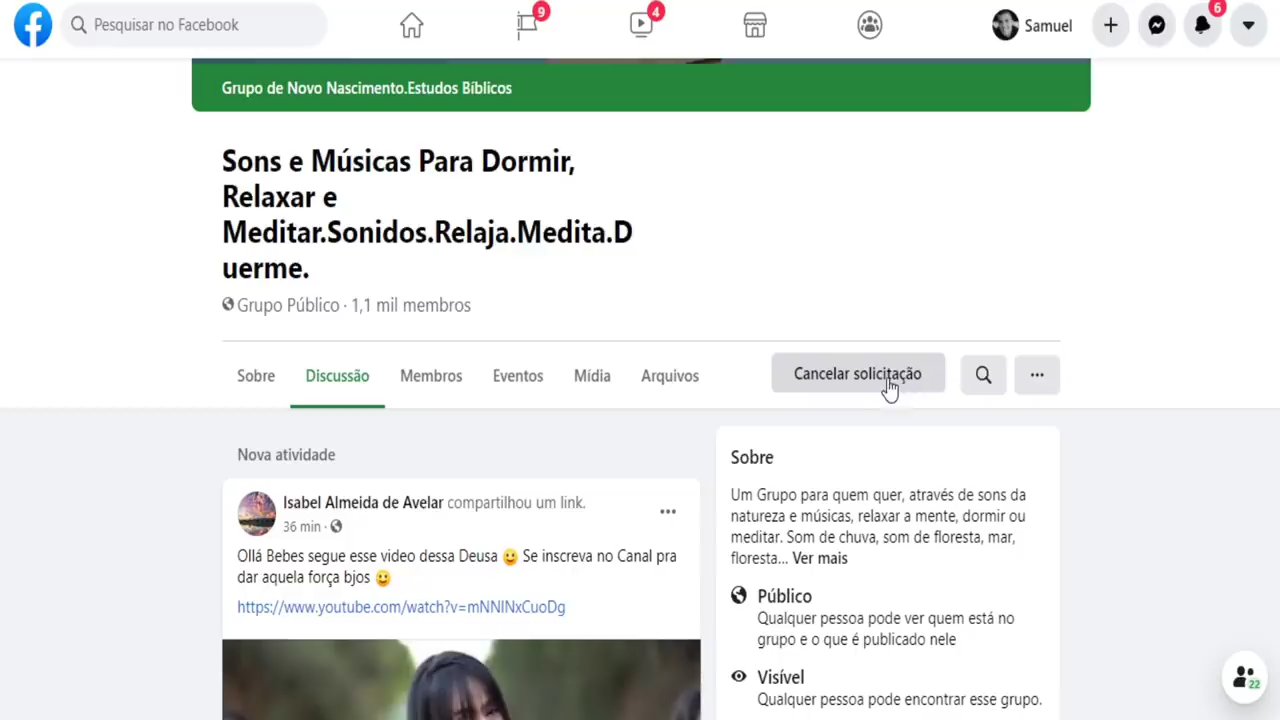 Pesquisar no Facebook
9
4
Samuel
6
Grupo de Novo Nascimento.Estudos Bíblicos
Sons e Músicas Para Dormir,
Relaxar e
Meditar.Sonidos.Relaja.Medita.D
uerme.
Grupo Público · 1,1 mil membros
Sobre
Discussão
Membros
Eventos
Mídia
Arquivos
Cancelar solicitação
Nova atividade
Isabel Almeida de Avelar compartilhou um link.
36 min ·
Ollá Bebes segue esse video dessa Deusa 🙂 Se inscreva no Canal pra
dar aquela força bjos 🙂
https://www.youtube.com/watch?v=mNNINxCuoDg
Sobre
Um Grupo para quem quer, através de sons da
natureza e músicas, relaxar a mente, dormir ou
meditar. Som de chuva, som de floresta, mar,
floresta... Ver mais
Público
Qualquer pessoa pode ver quem está no
grupo e o que é publicado nele
Visível
Qualquer pessoa pode encontrar esse grupo.
22